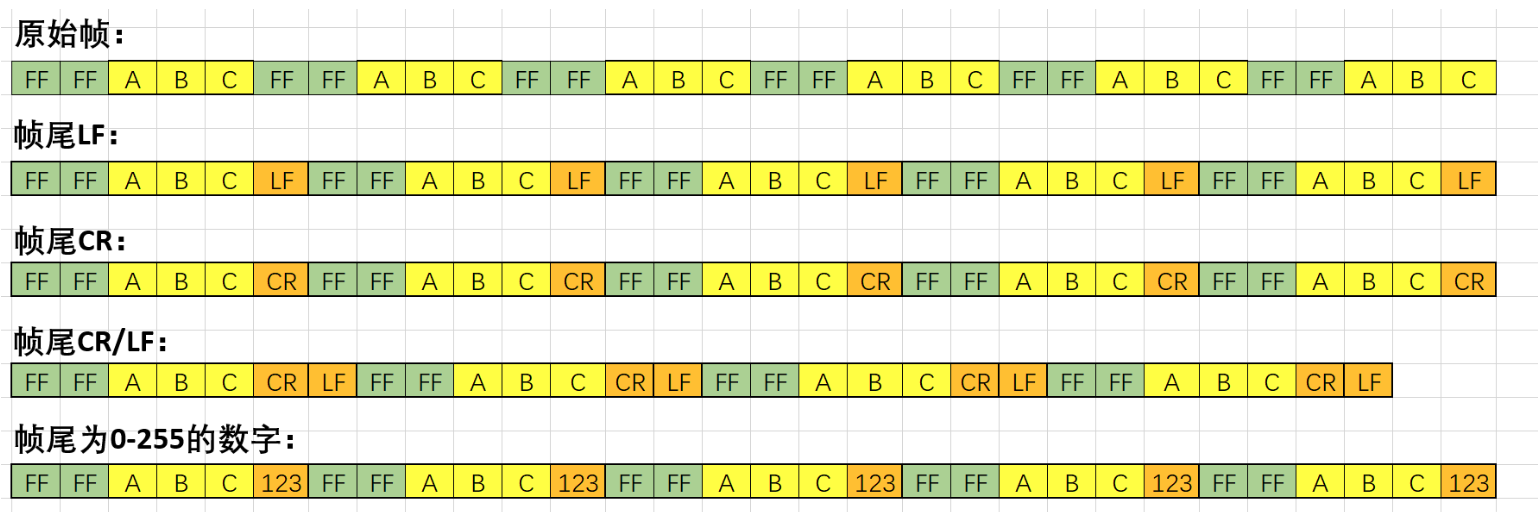 原始帧:
FF FF A B C FF FF A B C FF FF A B C FF FF A B C FF FF A B C FF FF A B C
帧尾LF:
FF FF A B C LF FF FF A B C LF FF FF A B C LF FF FF A B C LF FF FF A B C LF
帧尾CR:
FF FF A B C CR FF FF A B C CR FF FF A B C CR FF FF A B C CR FF FF A B C CR
帧尾CR/LF:
FF FF A B C CR LF FF FF A B C CR LF FF FF A B C CR LF FF FF A B C CR LF
帧尾为0-255的数字:
FF FF A B C 123 FF FF A B C 123 FF FF A B C 123 FF FF A B C 123 FF FF A B C 123